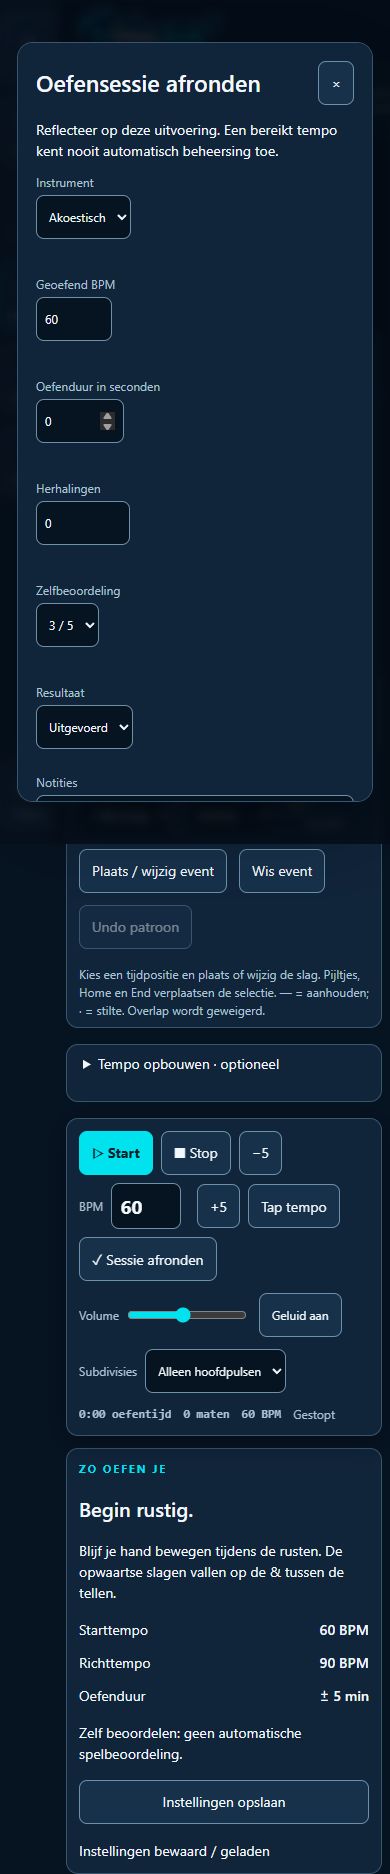 Oefensessie afronden
×
Reflecteer op deze uitvoering. Een bereikt tempo
kent nooit automatisch beheersing toe.
Instrument
Akoestisch
Geoefend BPM
60
Oefenduur in seconden
0
Herhalingen
0
Zelfbeoordeling
3 / 5
Resultaat
Uitgevoerd
Notities
Plaats / wijzig event
Wis event
Undo patroon
Kies een tijdpositie en plaats of wijzig de slag. Pijltjes,
Home en End verplaatsen de selectie. — = aanhouden;
· = stilte. Overlap wordt geweigerd.
▶ Tempo opbouwen · optioneel
▷ Start
■ Stop
−5
BPM
60
+5
Tap tempo
✓ Sessie afronden
Volume
Geluid aan
Subdivisies
Alleen hoofdpulsen
0:00 oefentijd 0 maten 60 BPM Gestopt
ZO OEFEN JE
Begin rustig.
Blijf je hand bewegen tijdens de rusten. De
opwaartse slagen vallen op de & tussen de
tellen.
Starttempo 60 BPM
Richttempo 90 BPM
Oefenduur ± 5 min
Zelf beoordelen: geen automatische
spelbeoordeling.
Instellingen opslaan
Instellingen bewaard / geladen